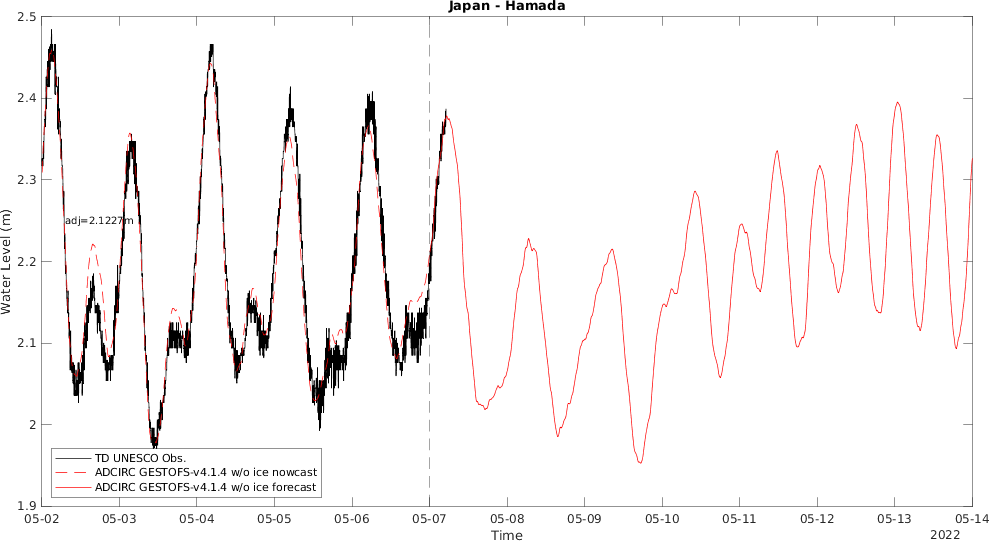 Japan - Hamada
2.5
2.4
2.3
2.2
2.1
2
1.9
Water Level (m)
adj=2.1227m
TD UNESCO Obs.
ADCIRC GESTOFS-v4.1.4 w/o ice nowcast
ADCIRC GESTOFS-v4.1.4 w/o ice forecast
05-02 05-03 05-04 05-05 05-06 05-07 05-08 05-09 05-10 05-11 05-12 05-13 05-14
Time
2022